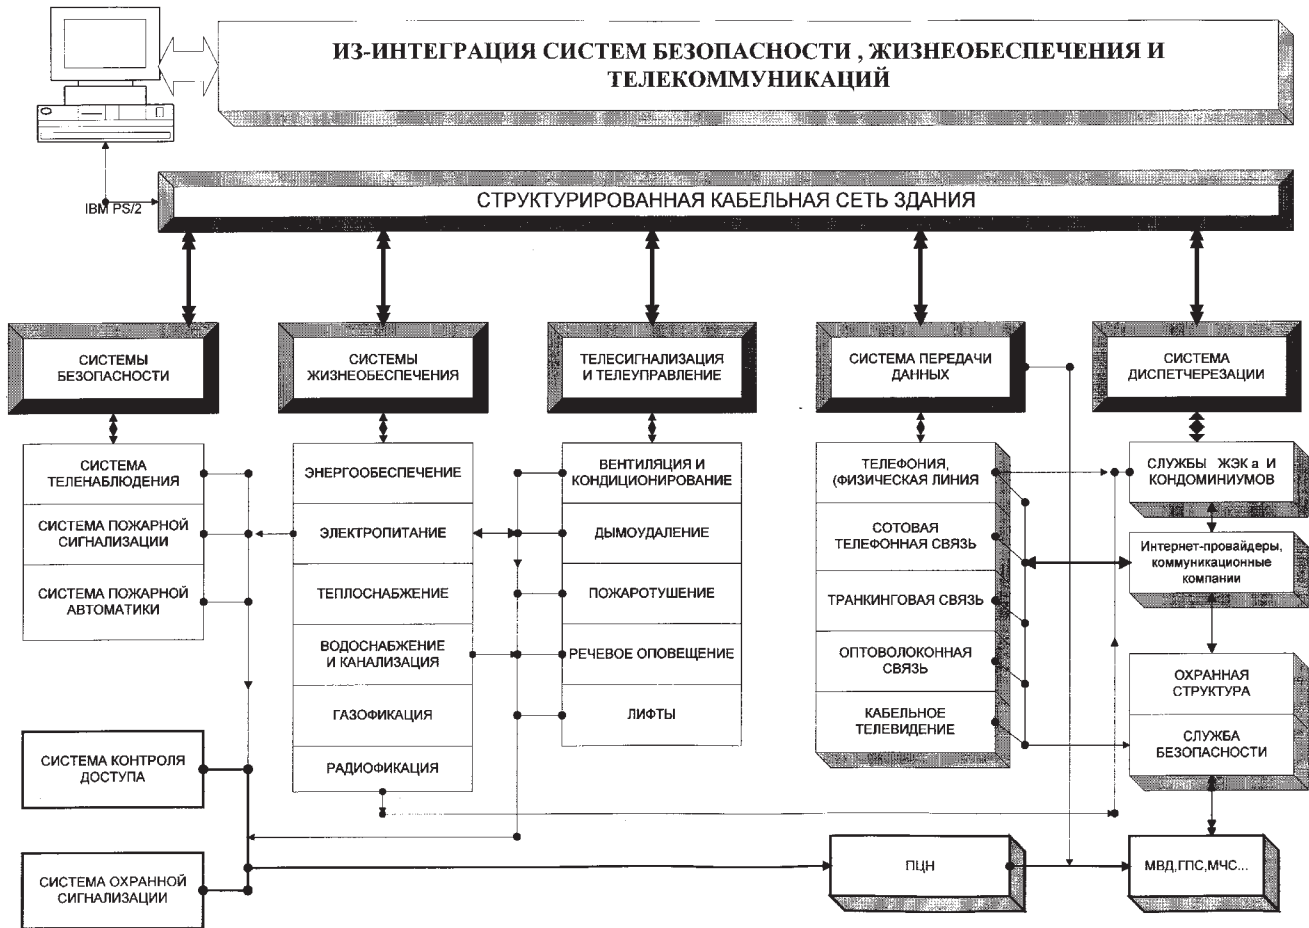 ИЗ-ИНТЕГРАЦИЯ СИСТЕМ БЕЗОПАСНОСТИ , ЖИЗНЕОБЕСПЕЧЕНИЯ И
ТЕЛЕКОММУНИКАЦИЙ
IBM PS/2
СТРУКТУРИРОВАННАЯ КАБЕЛЬНАЯ СЕТЬ ЗДАНИЯ
СИСТЕМЫ
БЕЗОПАСНОСТИ
СИСТЕМЫ
ЖИЗНЕОБЕСПЕЧЕНИЯ
ТЕЛЕСИГНАЛИЗАЦИЯ
И ТЕЛЕУПРАВЛЕНИЕ
СИСТЕМА ПЕРЕДАЧИ
ДАННЫХ
СИСТЕМА
ДИСПЕТЧЕРЕЗАЦИИ
СИСТЕМА
ТЕЛЕНАБЛЮДЕНИЯ
СИСТЕМА ПОЖАРНОЙ
СИГНАЛИЗАЦИИ
СИСТЕМА ПОЖАРНОЙ
АВТОМАТИКИ
СИСТЕМА КОНТРОЛЯ
ДОСТУПА
СИСТЕМА ОХРАННОЙ
СИГНАЛИЗАЦИИ
ЭНЕРГООБЕСПЕЧЕНИЕ
ЭЛЕКТРОПИТАНИЕ
ТЕПЛОСНАБЖЕНИЕ
ВОДОСНАБЖЕНИЕ
И КАНАЛИЗАЦИЯ
ГАЗОФИКАЦИЯ
РАДИОФИКАЦИЯ
ВЕНТИЛЯЦИЯ И
КОНДИЦИОНИРОВАНИЕ
ДЫМОУДАЛЕНИЕ
ПОЖАРОТУШЕНИЕ
РЕЧЕВОЕ ОПОВЕЩЕНИЕ
ЛИФТЫ
ТЕЛЕФОНИЯ,
(ФИЗИЧЕСКАЯ ЛИНИЯ
СОТОВАЯ
ТЕЛЕФОННАЯ СВЯЗЬ
ТРАНКИНГОВАЯ СВЯЗЬ
ОПТОВОЛОКОННАЯ
СВЯЗЬ
КАБЕЛЬНОЕ
ТЕЛЕВИДЕНИЕ
ПЦН
СЛУЖБЫ ЖЭК а И
КОНДОМИНИУМОВ
Интернет-провайдеры,
коммуникационные
компании
ОХРАННАЯ
СТРУКТУРА
СЛУЖБА
БЕЗОПАСНОСТИ
МВД,ГПС,МЧС...